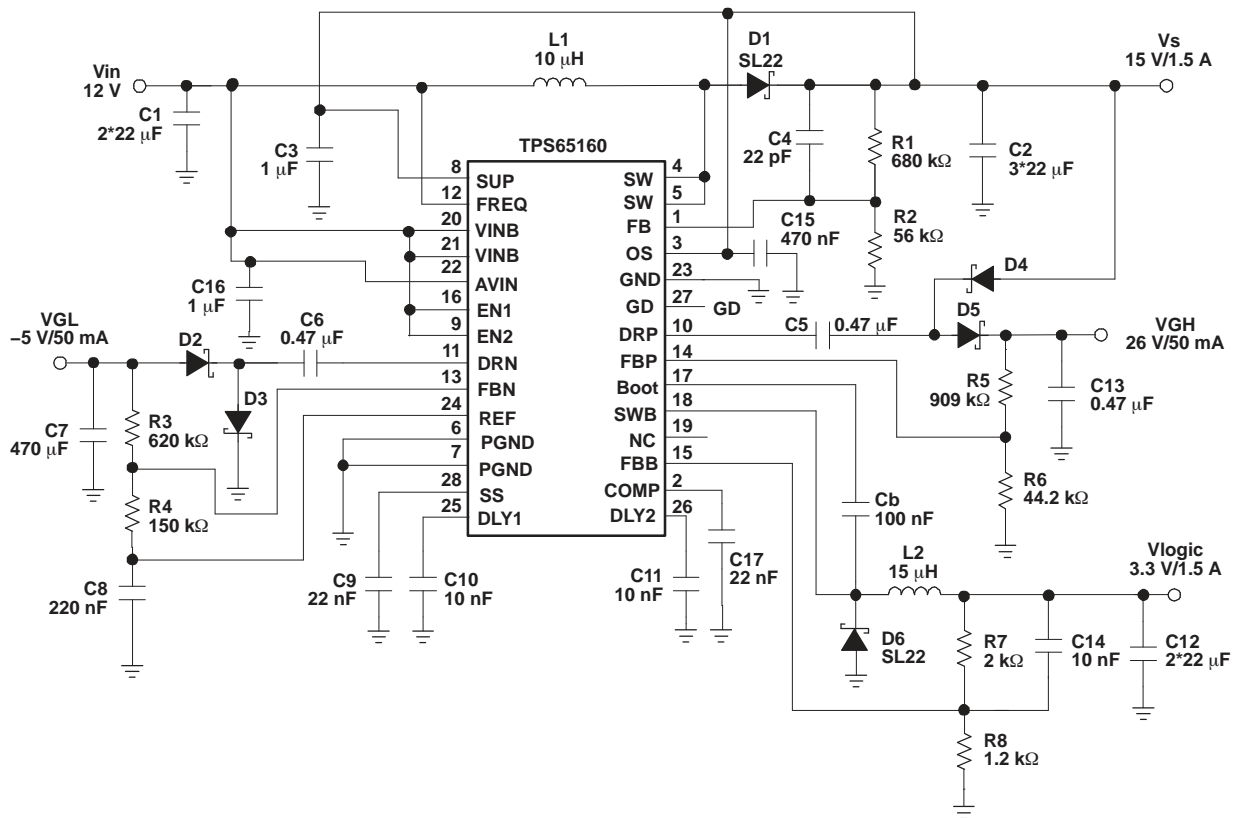 L1
10 µH
D1
SL22
Vs
15 V/1.5 A
Vin
12 V
C1
2*22 µF
C3
1 µF
TPS65160
C4
22 pF
R1
680 kΩ
C2
3*22 µF
8
SUP
12
FREQ
20
VINB
21
VINB
22
AVIN
16
EN1
9
EN2
11
DRN
13
FBN
24
REF
6
PGND
7
PGND
28
SS
25
DLY1
4
SW
5
SW
1
FB
3
OS
23
GND
27
GD
GD
10
DRP
14
FBP
17
Boot
18
SWB
19
NC
15
FBB
2
COMP
26
DLY2
C15
470 nF
R2
56 kΩ
D4
D5
C5
0.47 µF
VGH
26 V/50 mA
R5
909 kΩ
C13
0.47 µF
R6
44.2 kΩ
C16
1 µF
VGL
–5 V/50 mA
D2
C6
0.47 µF
D3
C7
470 µF
R3
620 kΩ
R4
150 kΩ
C8
220 nF
C9
22 nF
C10
10 nF
C11
10 nF
C17
22 nF
Cb
100 nF
L2
15 µH
Vlogic
3.3 V/1.5 A
D6
SL22
R7
2 kΩ
C14
10 nF
C12
2*22 µF
R8
1.2 kΩ